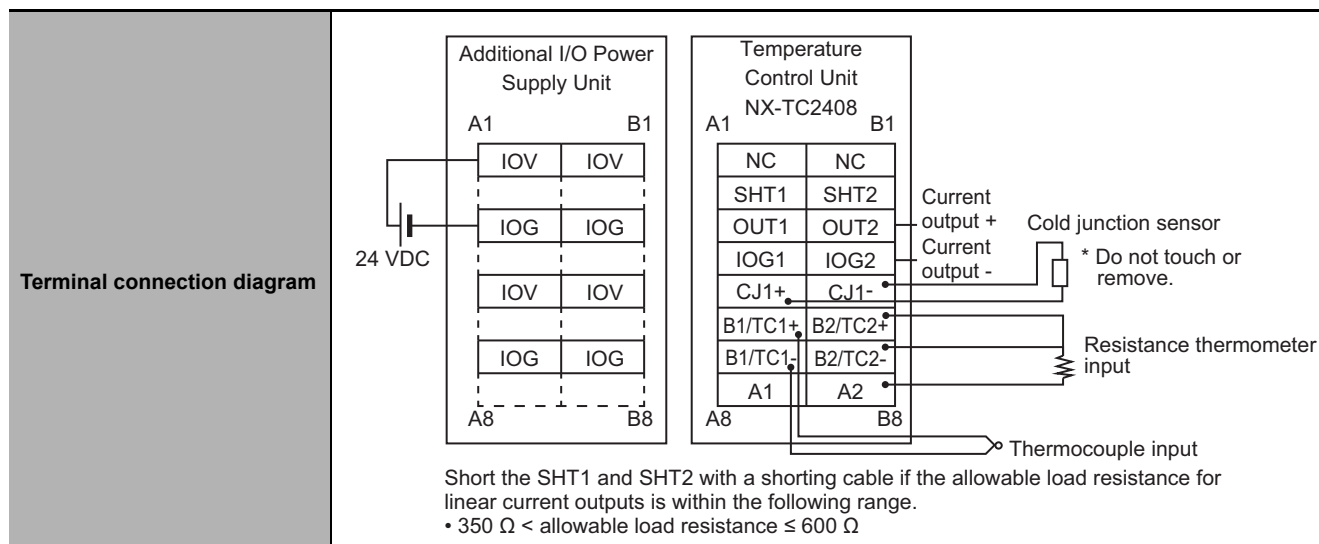 Terminal connection diagram
Additional I/O Power
Supply Unit
A1 B1
IOV IOV
IOG IOG
24 VDC
IOV IOV
IOG IOG
A8 B8
Temperature
Control Unit
NX-TC2408
A1 B1
NC NC
SHT1 SHT2
OUT1 OUT2
IOG1 IOG2
CJ1+ CJ1-
B1/TC1+ B2/TC2+
B1/TC1- B2/TC2-
A1 A2
A8 B8
Current
output +
Current
output -
Cold junction sensor
* Do not touch or
remove.
Resistance thermometer
input
Thermocouple input
Short the SHT1 and SHT2 with a shorting cable if the allowable load resistance for
linear current outputs is within the following range.
• 350 Ω < allowable load resistance ≤ 600 Ω